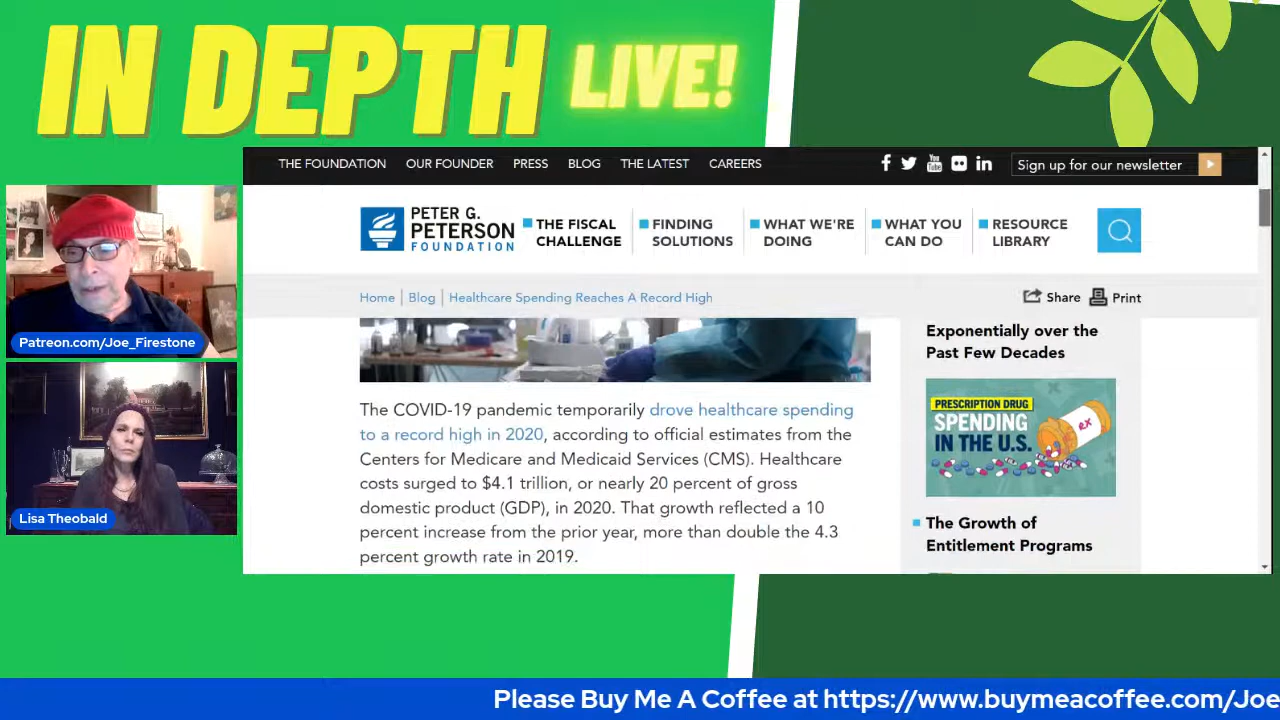 IN DEPTH LIVE!
THE FOUNDATION OUR FOUNDER PRESS BLOG THE LATEST CAREERS
Sign up for our newsletter
PETER G.
PETERSON
FOUNDATION
THE FISCAL
CHALLENGE
FINDING
SOLUTIONS
WHAT WE'RE
DOING
WHAT YOU
CAN DO
RESOURCE
LIBRARY
Home Blog Healthcare Spending Reaches A Record High
Share Print
Patreon.com/Joe_Firestone
Lisa Theobald
The COVID-19 pandemic temporarily drove healthcare spending
to a record high in 2020, according to official estimates from the
Centers for Medicare and Medicaid Services (CMS). Healthcare
costs surged to $4.1 trillion, or nearly 20 percent of gross
domestic product (GDP), in 2020. That growth reflected a 10
percent increase from the prior year, more than double the 4.3
percent growth rate in 2019.
Exponentially over the
Past Few Decades
PRESCRIPTION DRUG
SPENDING
IN THE U.S.
RX
The Growth of
Entitlement Programs
Please Buy Me A Coffee at https://www.buymeacoffee.com/Joe